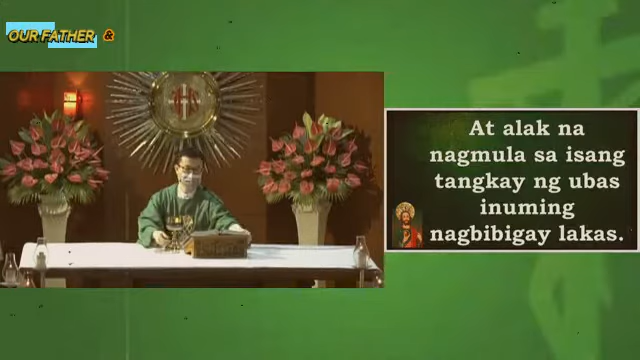 OUR FATHER &
At alak na
nagmula sa isang
tangkay ng ubas
inuming
nagbibigay lakas.